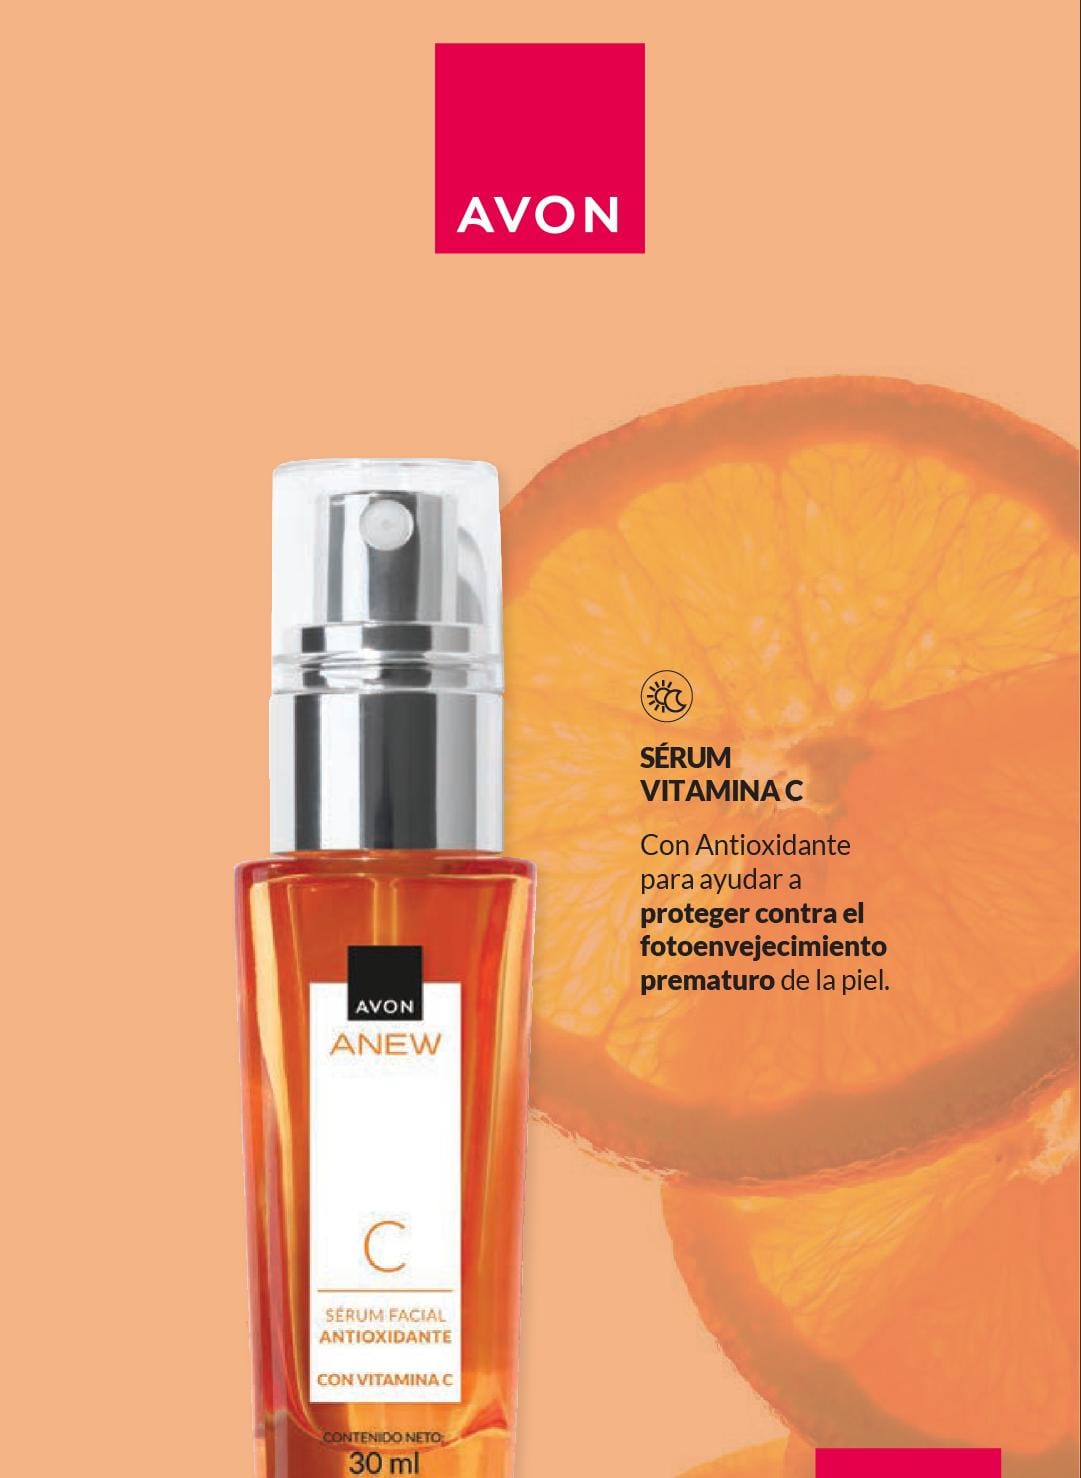 AVON
SÉRUM
VITAMINA C
Con Antioxidante
para ayudar a
proteger contra el
fotoenvejecimiento
prematuro de la piel.
AVON
ANEW
C
SÉRUM FACIAL
ANTIOXIDANTE
CON VITAMINA C
CONTENIDO NETO:
30 ml